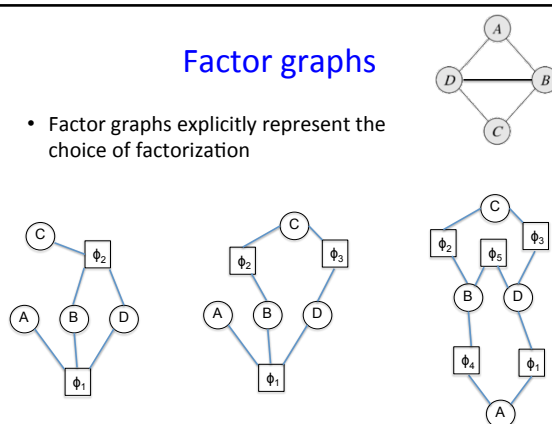 Factor graphs
A
D
B
C
• Factor graphs explicitly represent the
choice of factorization
C
ϕ2
A
B
D
ϕ1
C
ϕ2
ϕ3
A
B
D
ϕ1
C
ϕ2
ϕ5
ϕ3
B
D
ϕ4
ϕ1
A